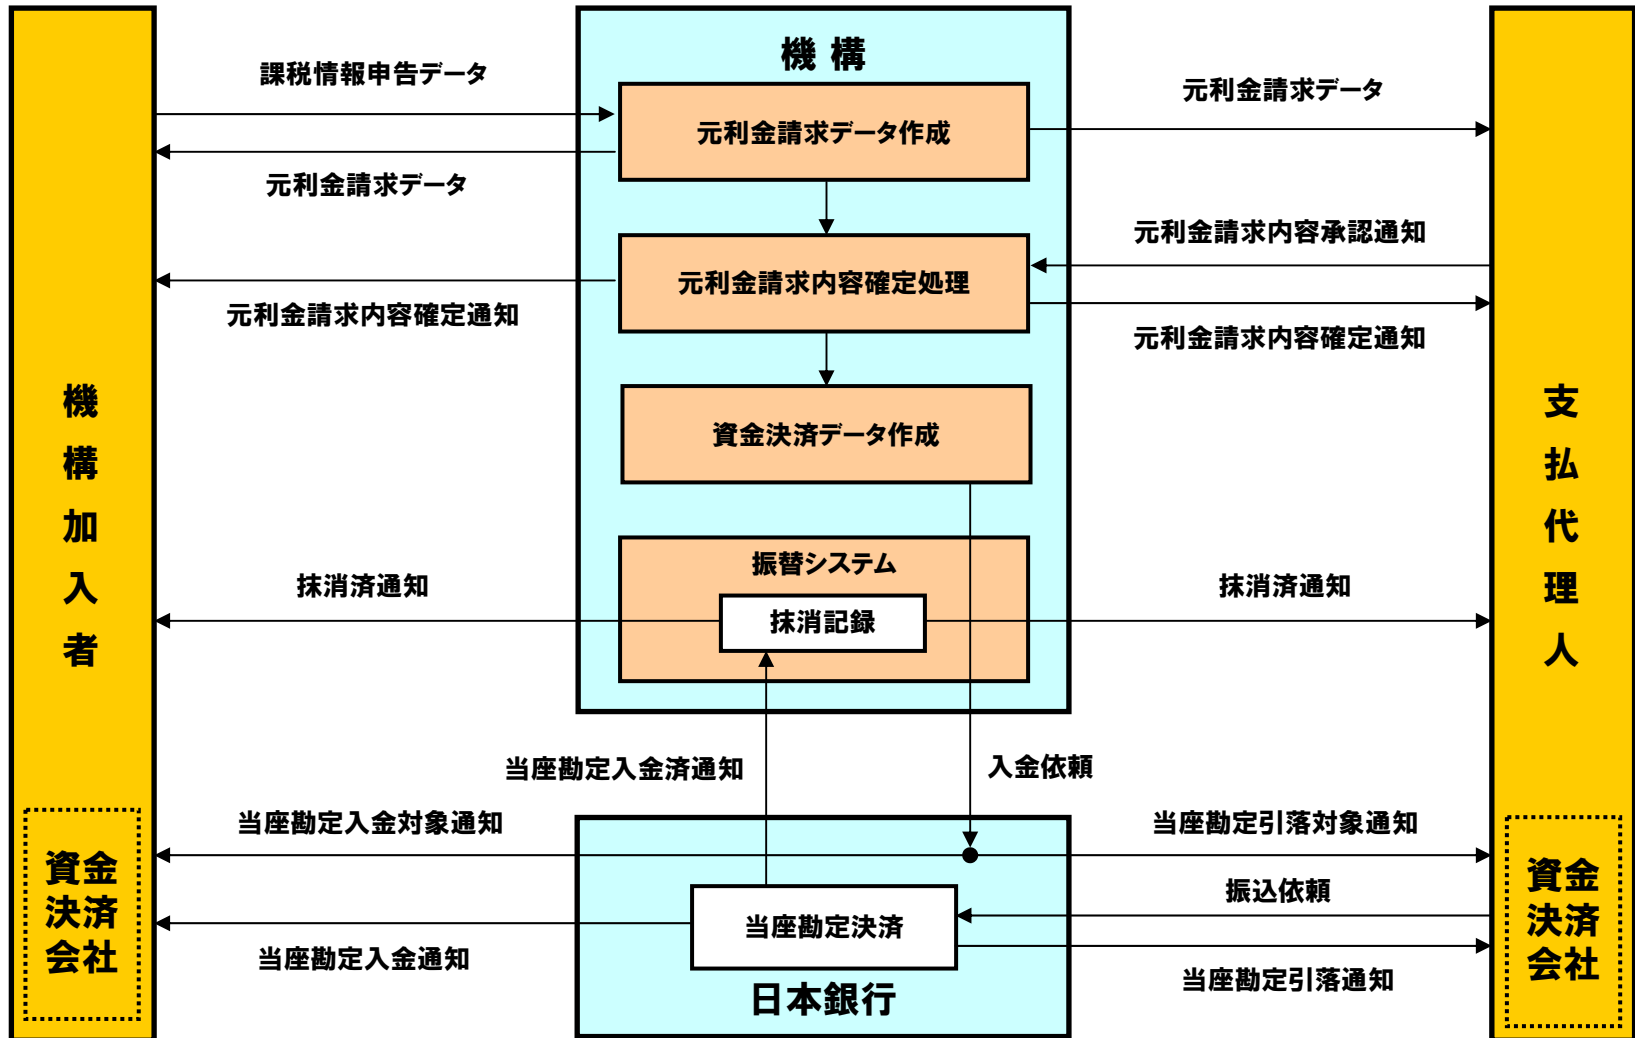 機構
課税情報申告データ
元利金請求データ
元利金請求データ作成
元利金請求データ
元利金請求内容承認通知
元利金請求内容確定処理
元利金請求内容確定通知
元利金請求内容確定通知
機構加入者
支払代理人
資金決済データ作成
振替システム
抹消済通知
抹消記録
抹消済通知
当座勘定入金済通知
入金依頼
当座勘定入金対象通知
当座勘定引落対象通知
資金
決済
会社
振込依頼
当座勘定決済
資金
決済
会社
当座勘定入金通知
当座勘定引落通知
日本銀行